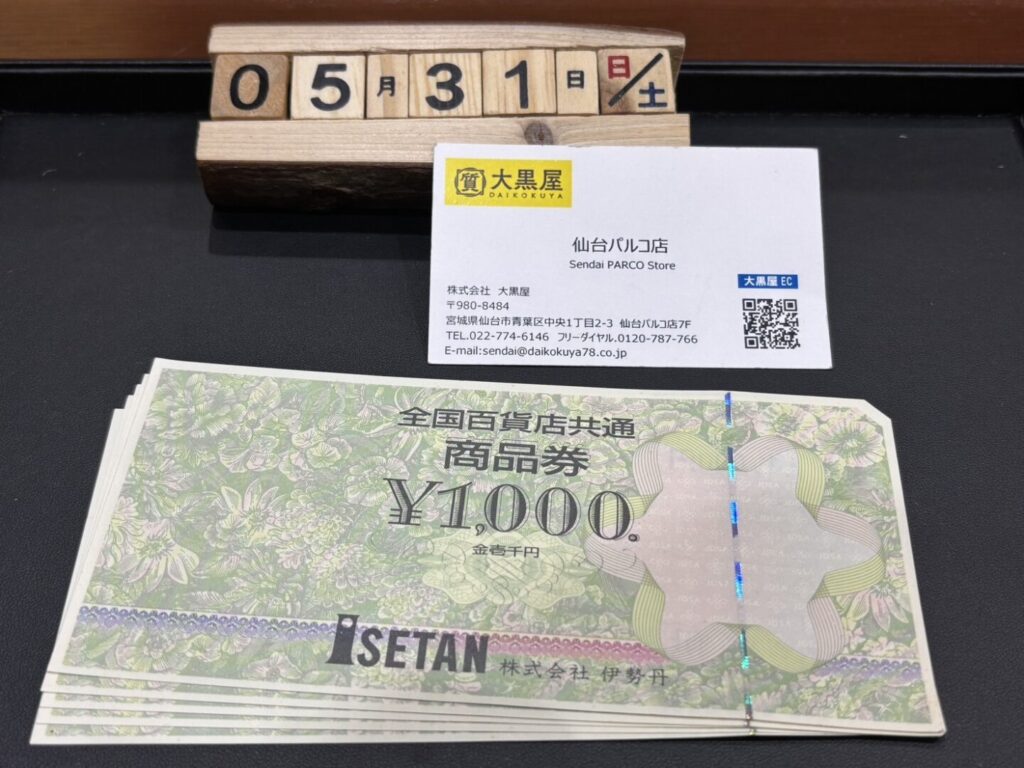 05月31日 日/土
質 大黒屋
DAIKOKUYA
仙台パルコ店
Sendai PARCO Store
大黒屋 EC
株式会社 大黒屋
〒980-8484
宮城県仙台市青葉区中央1丁目2-3 仙台パルコ店7F
TEL.022-774-6146 フリーダイヤル.0120-787-766
E-mail:sendai@daikokuya78.co.jp
全国百貨店共通
商品券
¥1,000.
金壱千円
ISETAN 株式会社 伊勢丹